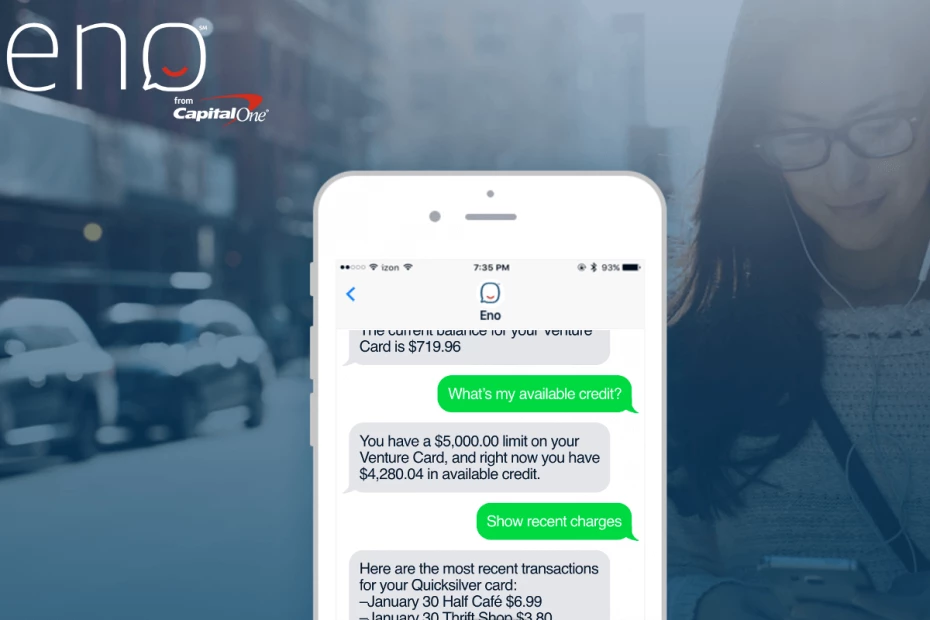 eno℠
from
CapitalOne®
izon 7:35 PM 93%
Eno
The current balance for your Venture
Card is $719.96
What's my available credit?
You have a $5,000.00 limit on your
Venture Card, and right now you have
$4,280.04 in available credit.
Show recent charges
Here are the most recent transactions
for your Quicksilver card:
–January 30 Half Café $6.99
–January 30 Thrift Shop $3.80